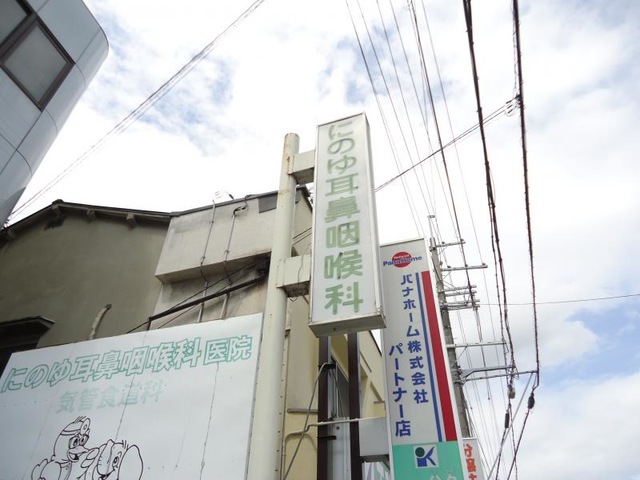 にのゆ耳鼻咽喉科
にのゆ耳鼻咽喉科医院
気管食道科
PanaHome
パナホーム株式会社
パートナー店